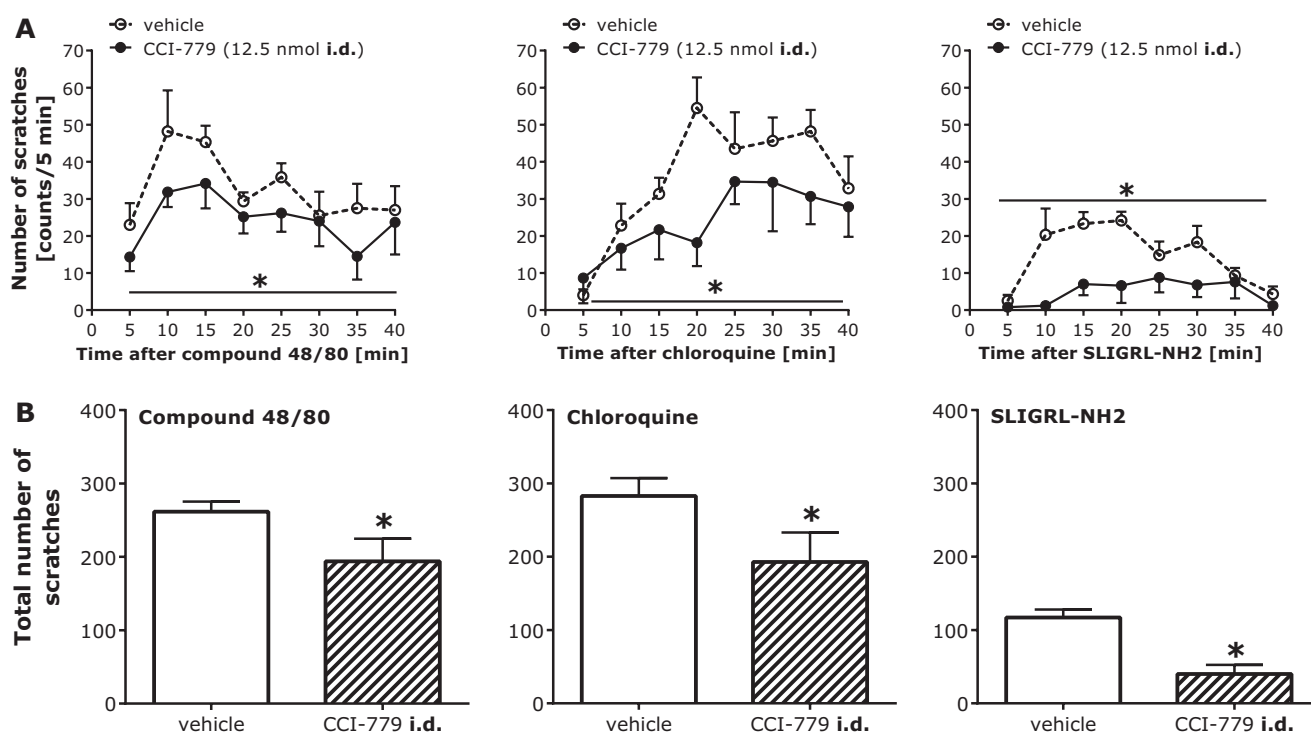 A
vehicle
CCI-779 (12.5 nmol i.d.)
Number of scratches
[counts/5 min]
70
60
50
40
30
20
10
0
*
0 5 10 15 20 25 30 35 40
Time after compound 48/80 [min]
vehicle
CCI-779 (12.5 nmol i.d.)
70
60
50
40
30
20
10
0
*
0 5 10 15 20 25 30 35 40
Time after chloroquine [min]
vehicle
CCI-779 (12.5 nmol i.d.)
70
60
50
40
30
20
10
0
*
0 5 10 15 20 25 30 35 40
Time after SLIGRL-NH2 [min]
B
Total number of
scratches
Compound 48/80
400
300
200
100
0
*
vehicle CCI-779 i.d.
Chloroquine
400
300
200
100
0
*
vehicle CCI-779 i.d.
SLIGRL-NH2
400
300
200
100
0
*
vehicle CCI-779 i.d.